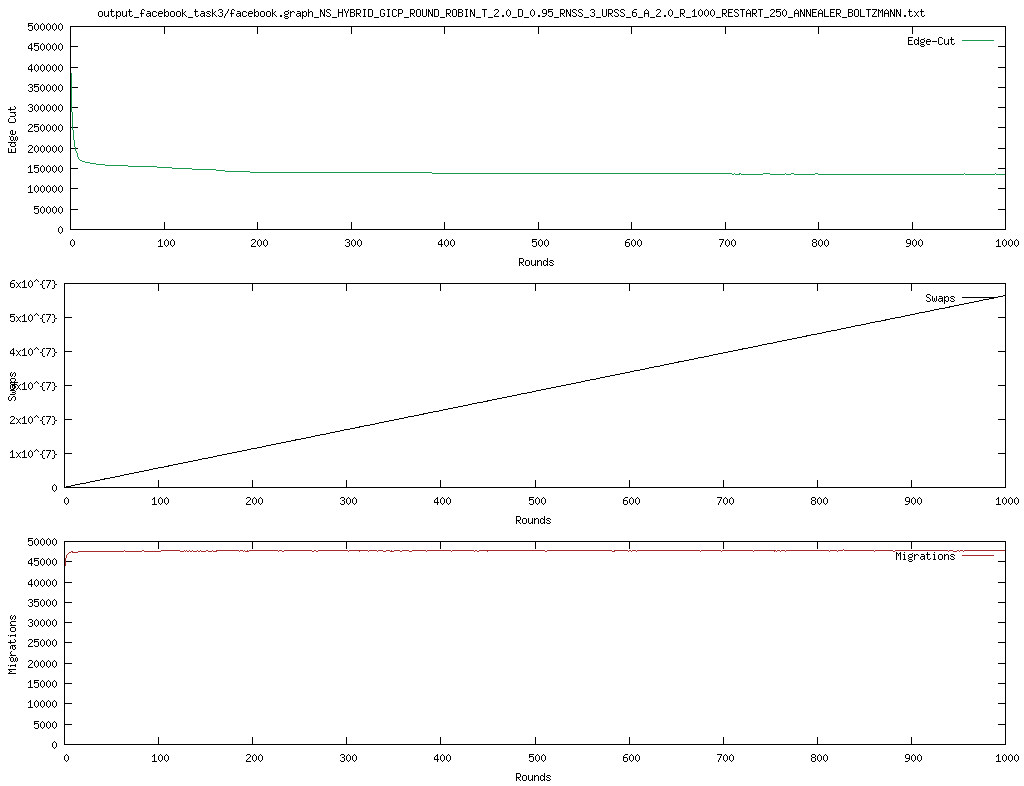 output_facebook_task3/facebook.graph_NS_HYBRID_GICP_ROUND_ROBIN_T_2.0_D_0.95_RNSS_3_URSS_6_A_2.0_R_1000_RESTART_250_ANNEALER_BOLTZMANN.txt
500000
Edge-Cut
450000
400000
350000
300000
250000
200000
150000
100000
50000
0
Edge Cut
0 100 200 300 400 500 600 700 800 900 1000
Rounds
6x10^{7}
Swaps
5x10^{7}
4x10^{7}
x10^{7}
2x10^{7}
1x10^{7}
0
Swaps
0 100 200 300 400 500 600 700 800 900 1000
Rounds
50000
Migrations
45000
40000
35000
30000
25000
20000
15000
10000
5000
0
Migrations
0 100 200 300 400 500 600 700 800 900 1000
Rounds